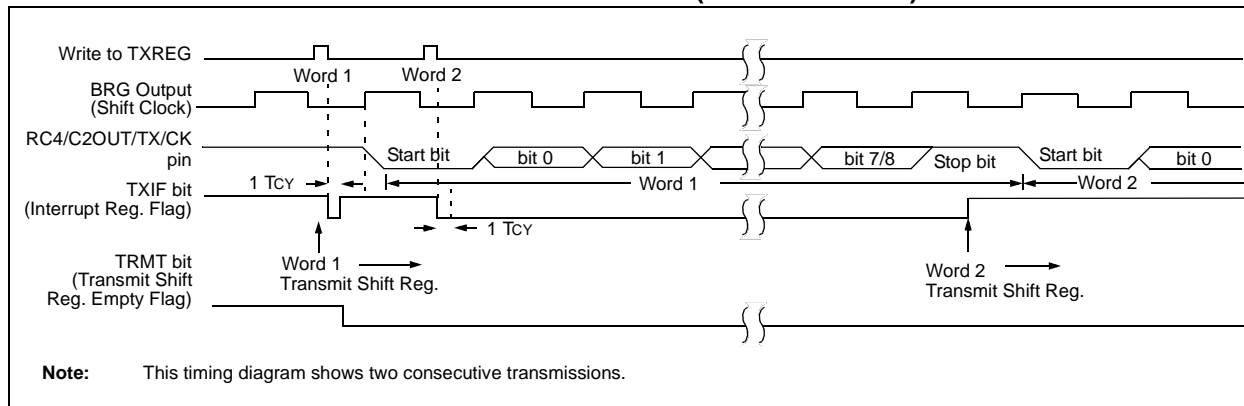 Write to TXREG
Word 1
Word 2
BRG Output
(Shift Clock)
RC4/C2OUT/TX/CK
pin
Start bit
bit 0
bit 1
bit 7/8
Stop bit
Start bit
bit 0
1 TCY
Word 1
Word 2
TXIF bit
(Interrupt Reg. Flag)
1 TCY
TRMT bit
(Transmit Shift
Reg. Empty Flag)
Word 1
Transmit Shift Reg.
Word 2
Transmit Shift Reg.
Note: This timing diagram shows two consecutive transmissions.